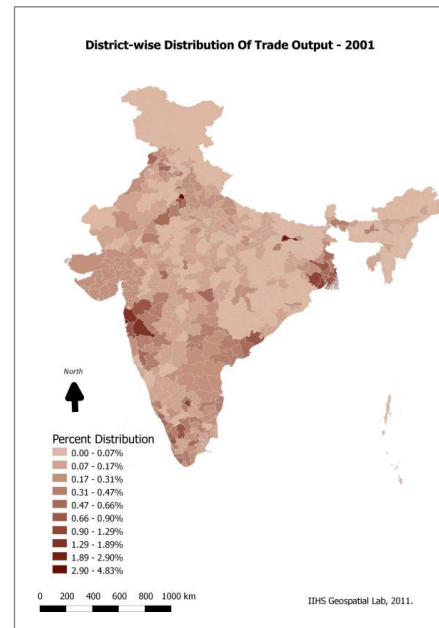 District-wise Distribution Of Trade Output - 2001
North
Percent Distribution
0.00 - 0.07%
0.07 - 0.17%
0.17 - 0.31%
0.31 - 0.47%
0.47 - 0.66%
0.66 - 0.90%
0.90 - 1.29%
1.29 - 1.89%
1.89 - 2.90%
2.90 - 4.83%
0 200 400 600 800 1000 km
IIHS Geospatial Lab, 2011.